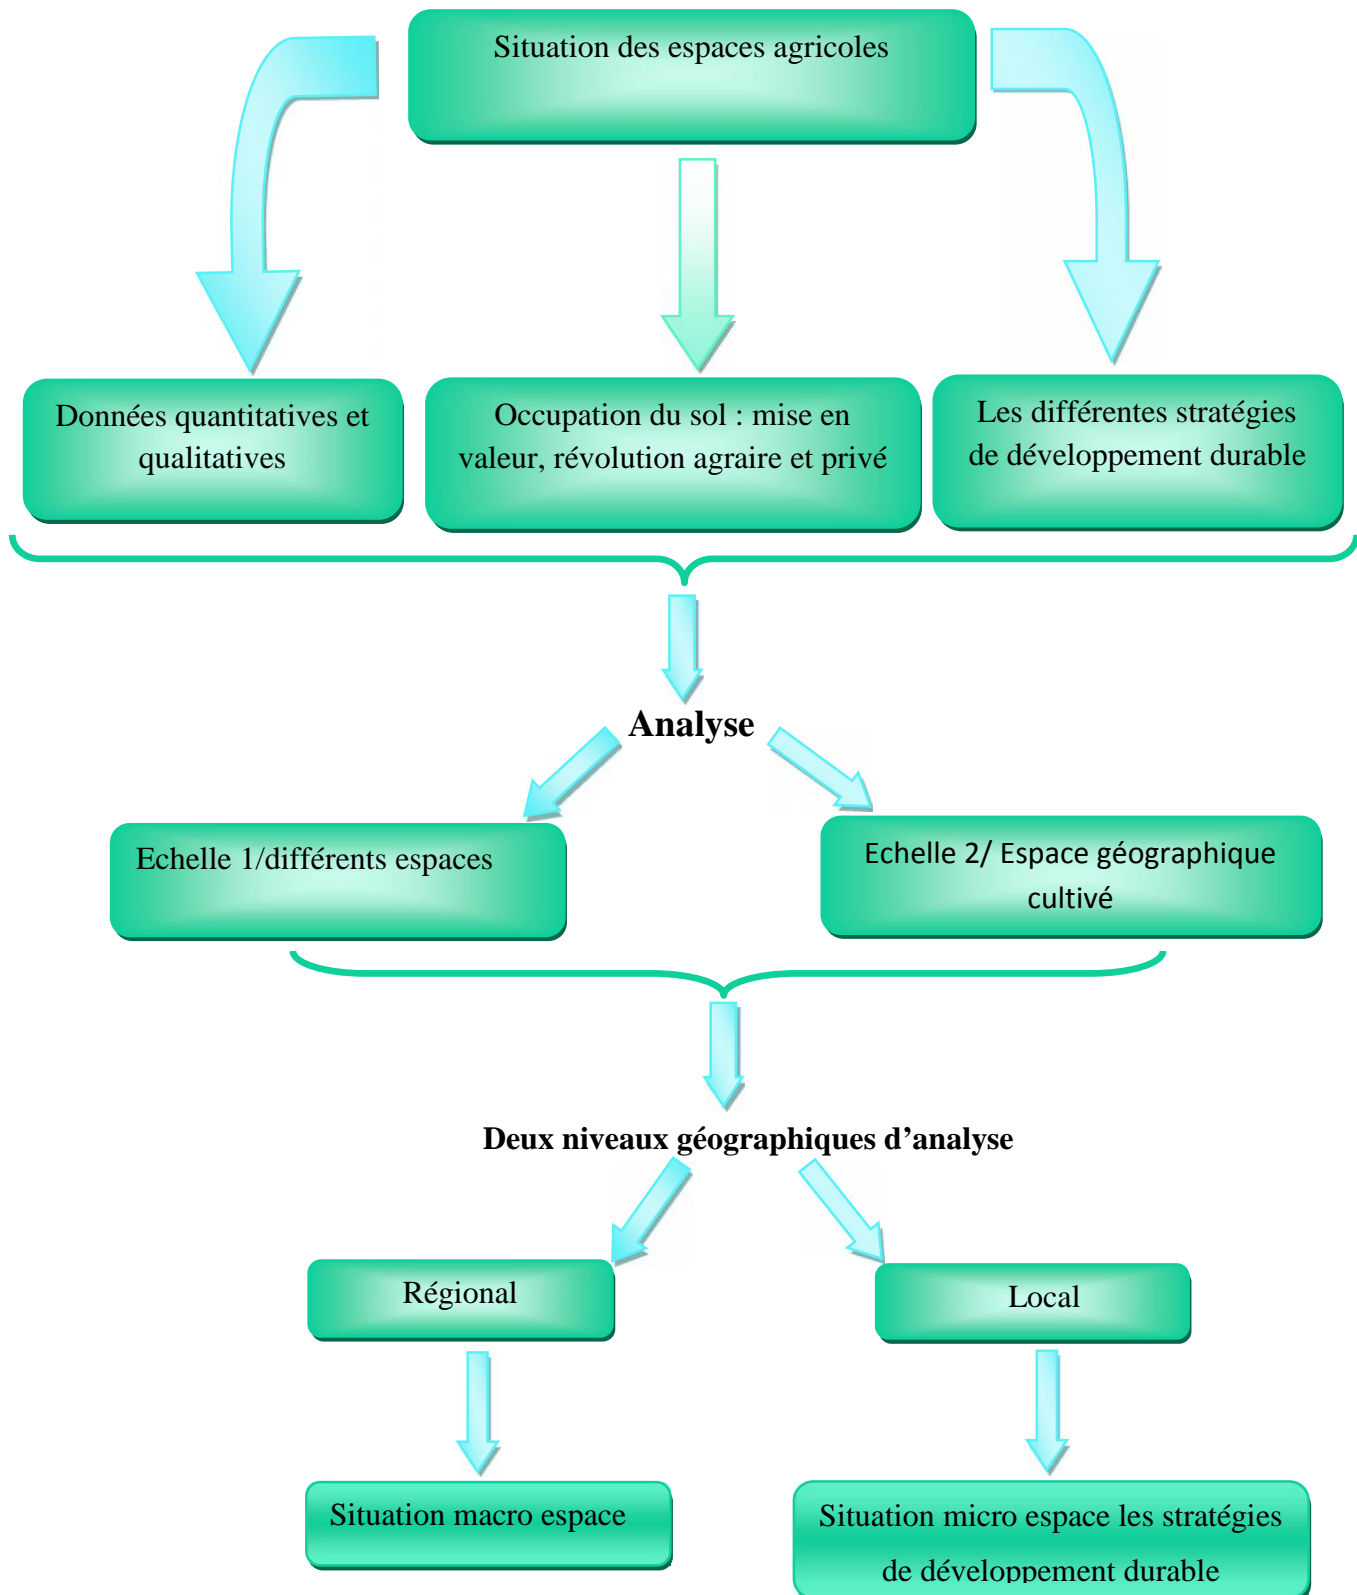 Situation des espaces agricoles
Données quantitatives et
qualitatives
Occupation du sol : mise en
valeur, révolution agraire et privé
Les différentes stratégies
de développement durable
Analyse
Echelle 1/différents espaces
Echelle 2/ Espace géographique
cultivé
Deux niveaux géographiques d’analyse
Régional
Local
Situation macro espace
Situation micro espace les stratégies
de développement durable